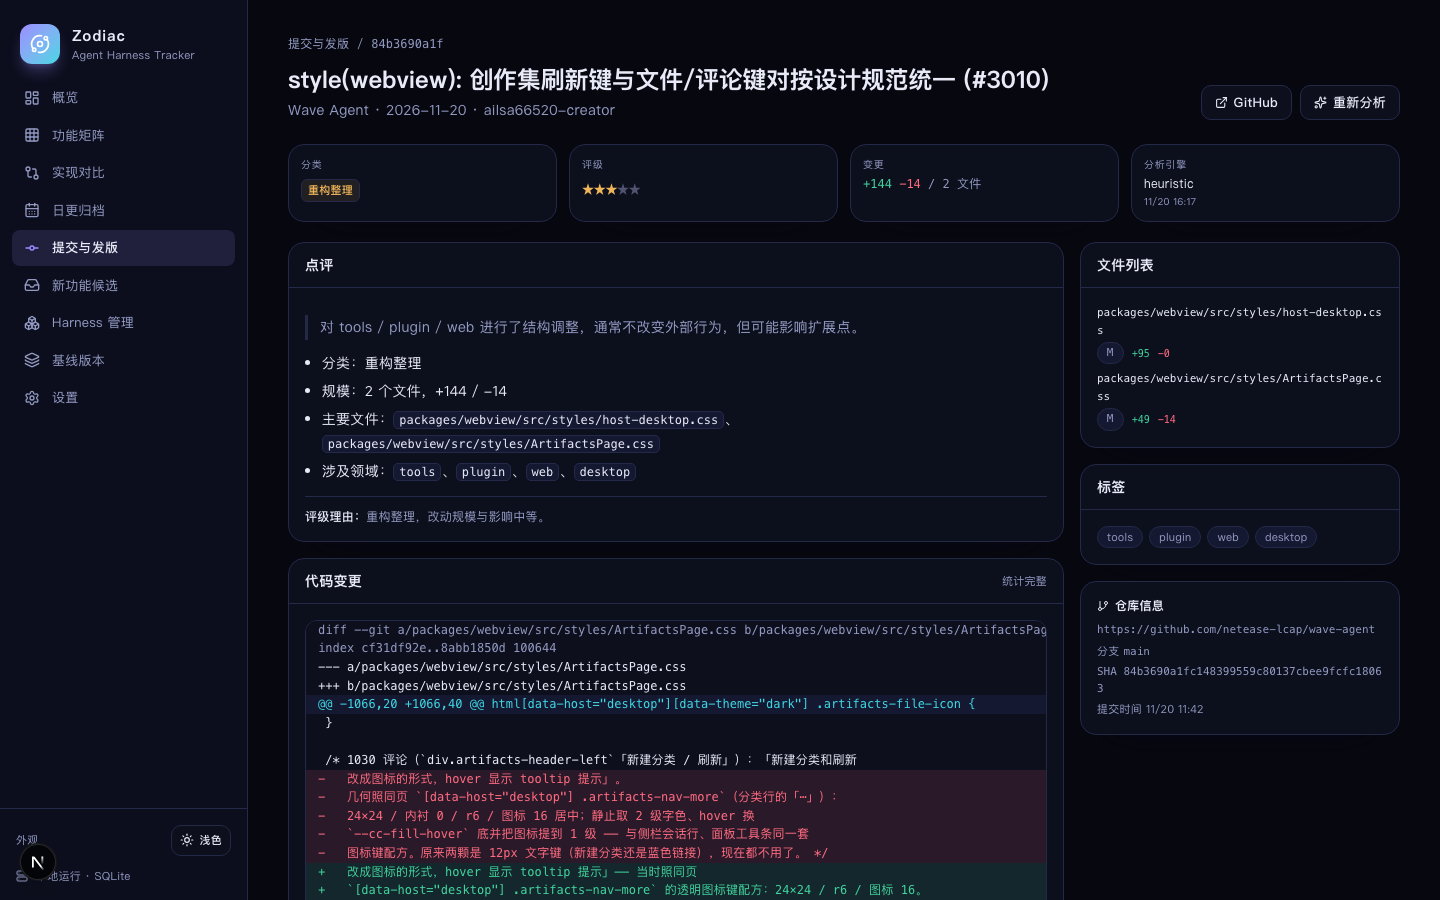 Zodiac
Agent Harness Tracker
概览
功能矩阵
实现对比
日更归档
提交与发版
新功能候选
Harness 管理
基线版本
设置
外观
浅色
地运行 · SQLite
提交与发版 / 84b3690a1f
style(webview): 创作集刷新键与文件/评论键对按设计规范统一 (#3010)
Wave Agent · 2026-11-20 · ailsa66520-creator
GitHub
重新分析
分类
重构整理
评级
★★★★★
变更
+144 -14 / 2 文件
分析引擎
heuristic
11/20 16:17
点评
对 tools / plugin / web 进行了结构调整，通常不改变外部行为，但可能影响扩展点。
分类：重构整理
规模：2 个文件，+144 / -14
主要文件：packages/webview/src/styles/host-desktop.css、
packages/webview/src/styles/ArtifactsPage.css
涉及领域：tools、plugin、web、desktop
评级理由：重构整理，改动规模与影响中等。
代码变更
统计完整
diff --git a/packages/webview/src/styles/ArtifactsPage.css b/packages/webview/src/styles/ArtifactsPag
index cf31df92e..8abb1850d 100644
--- a/packages/webview/src/styles/ArtifactsPage.css
+++ b/packages/webview/src/styles/ArtifactsPage.css
@@ -1066,20 +1066,40 @@ html[data-host="desktop"][data-theme="dark"] .artifacts-file-icon {
}
/* 1030 评论（`div.artifacts-header-left`「新建分类 / 刷新」）：「新建分类和刷新
-   改成图标的形式，hover 显示 tooltip 提示」。
-   几何照同页 `[data-host="desktop"] .artifacts-nav-more`（分类行的「⋯」）：
-   24×24 / 内衬 0 / r6 / 图标 16 居中；静止取 2 级字色、hover 换
-   `--cc-fill-hover` 底并把图标提到 1 级 —— 与侧栏会话行、面板工具条同一套
-   图标键配方。原来两颗是 12px 文字键（新建分类还是蓝色链接），现在都不用了。 */
+   改成图标的形式，hover 显示 tooltip 提示」—— 当时照同页
+   `[data-host="desktop"] .artifacts-nav-more` 的透明图标键配方：24×24 / r6 / 图标 16。
文件列表
packages/webview/src/styles/host-desktop.cs
s
M +95 -0
packages/webview/src/styles/ArtifactsPage.c
ss
M +49 -14
标签
tools plugin web desktop
仓库信息
https://github.com/netease-lcap/wave-agent
分支 main
SHA 84b3690a1fc148399559c80137cbee9fcfc1806
3
提交时间 11/20 11:42